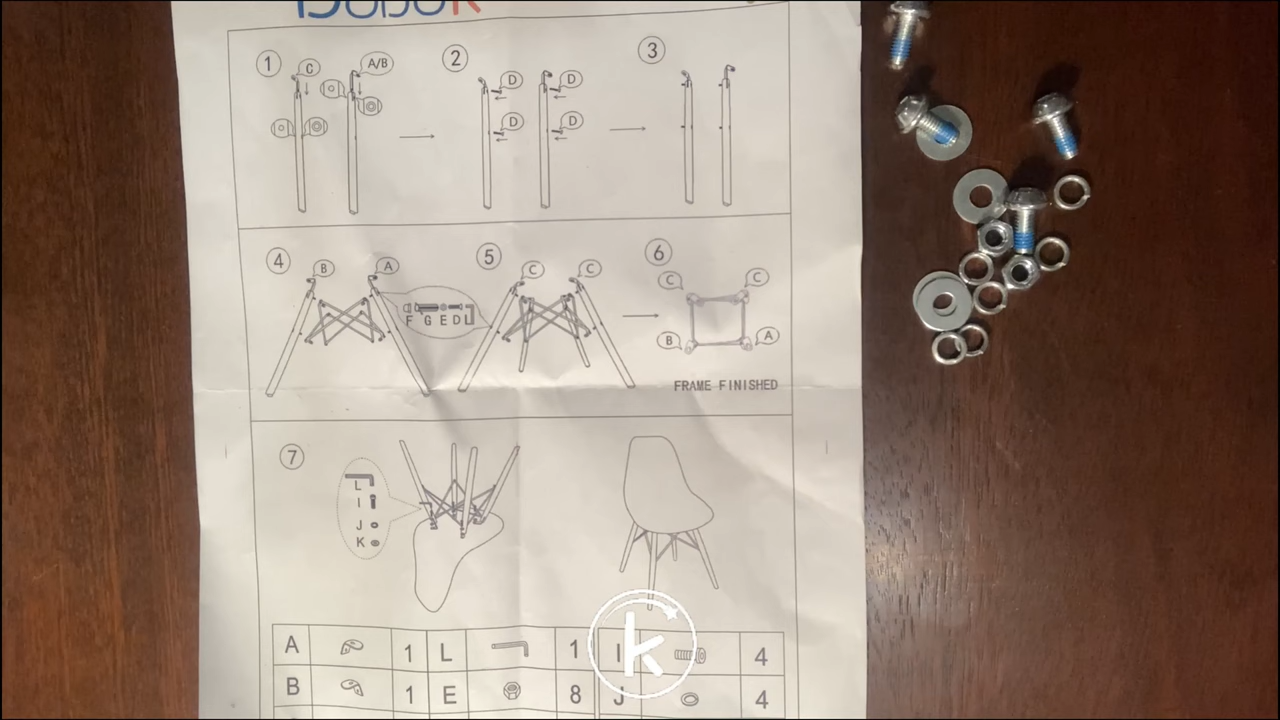 1 C A/B 2 D D 3
D D
4 B A 5 C C 6 C C
F G E D L
B A
FRAME FINISHED
7
L
I
J
K
A 1 L 1 I 4
B 1 E 8 J 4
k